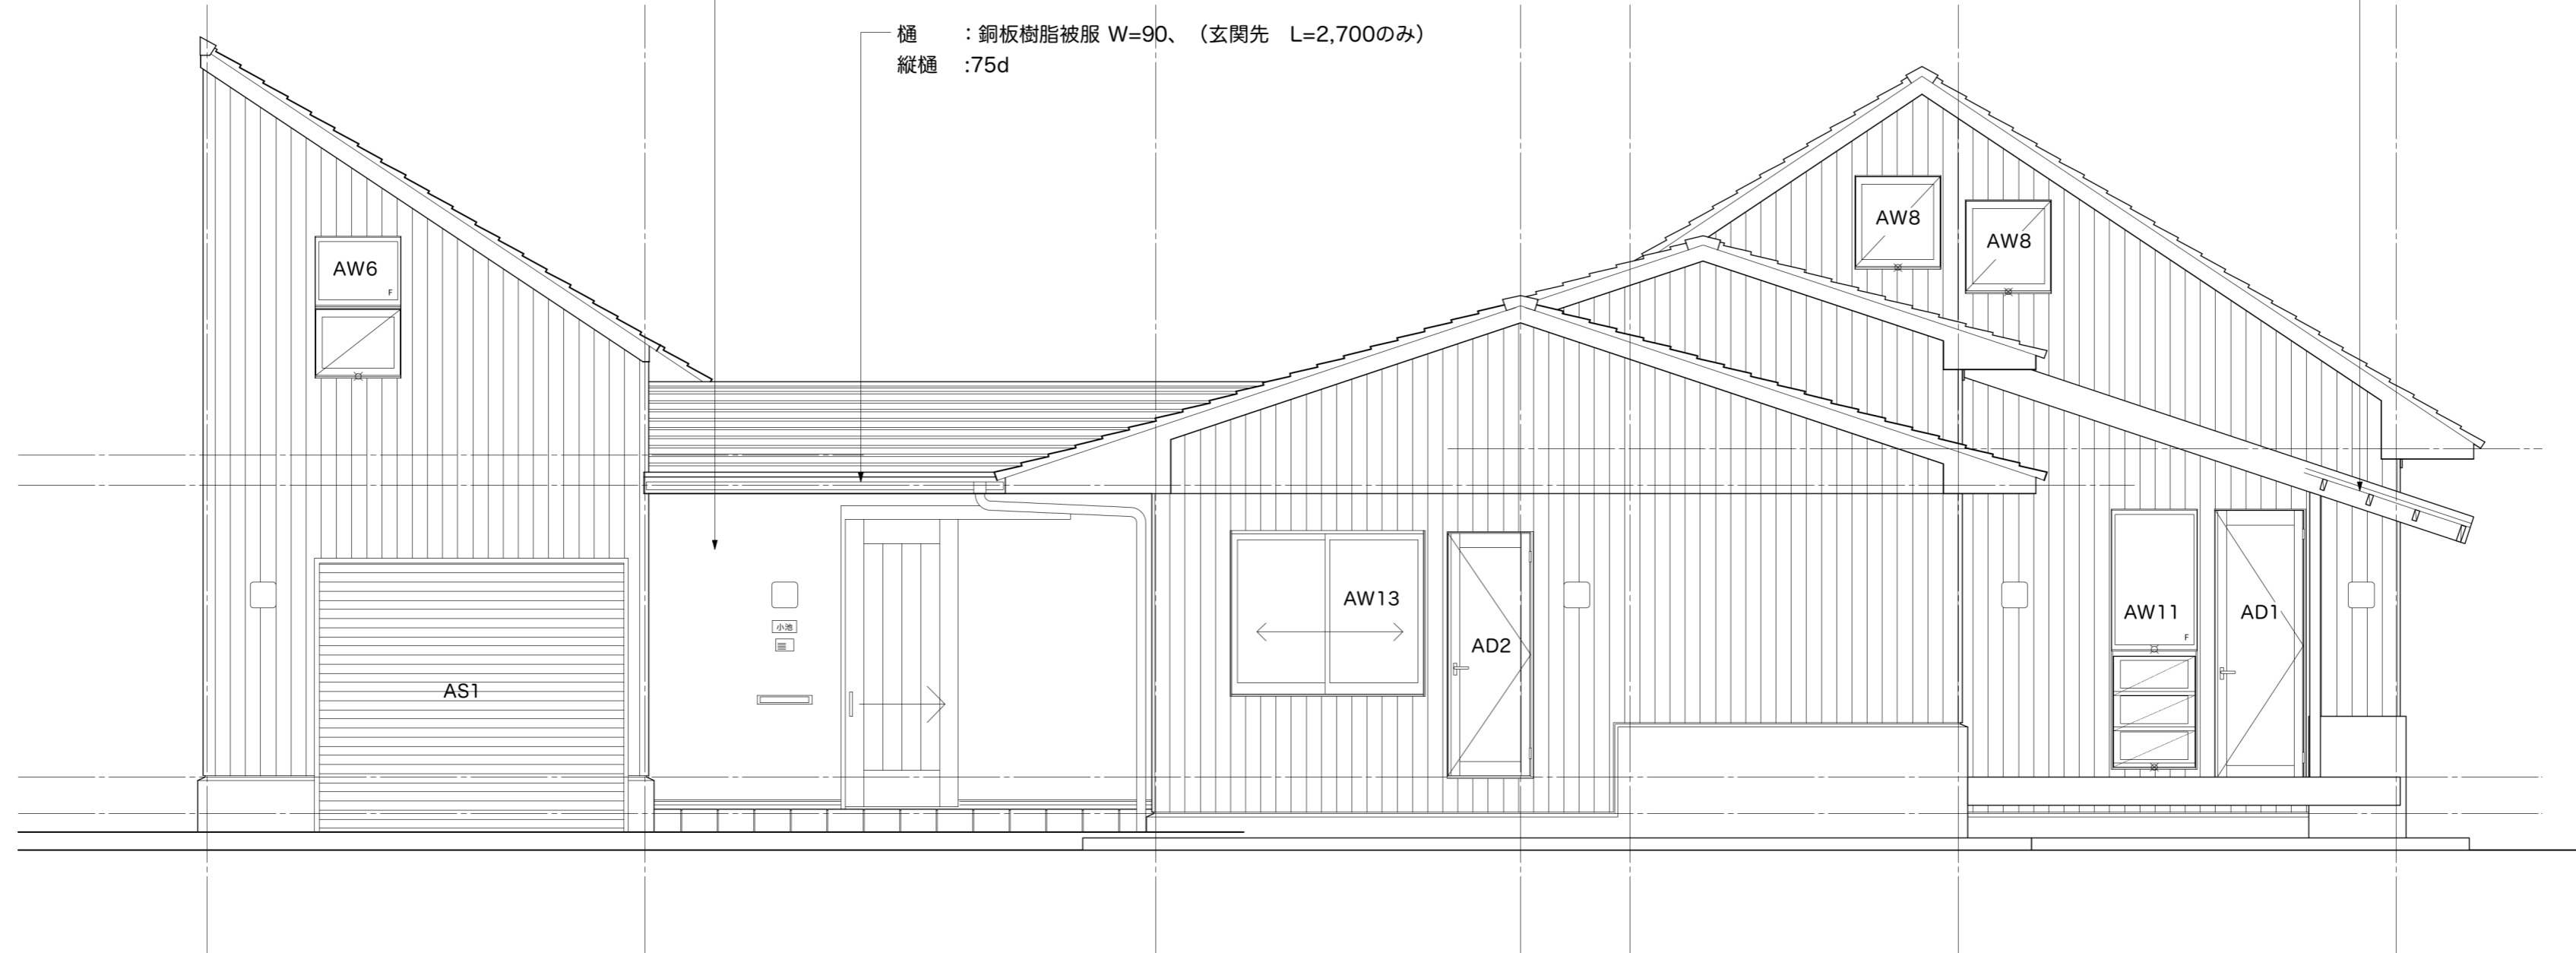 樋　：銅板樹脂被服 W=90、（玄関先　L=2,700のみ）
縦樋　:75d
AW8
AW8
AW6
F
AW13
AW11
F
AD1
小池
AD2
AS1